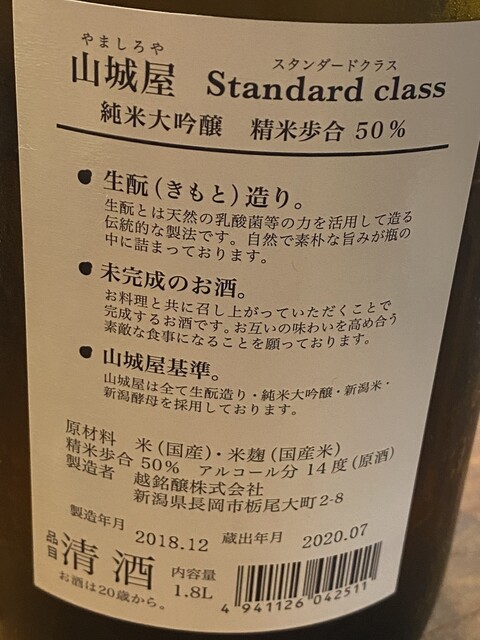 やましろや
山城屋
スタンダードクラス
Standard class
純米大吟醸 精米歩合 50%
● 生酛(きもと)造り。
生酛とは天然の乳酸菌等の力を活用して造る
伝統的な製法です。自然で素朴な旨みが瓶の
中に詰まっております。
● 未完成のお酒。
お料理と共に召し上がっていただくことで
完成するお酒です。お互いの味わいを高め合う
素敵な食事になることを願っております。
● 山城屋基準。
山城屋は全て生酛造り・純米大吟醸・新潟米・
新潟酵母を採用しております。
原材料 米(国産)・米麹(国産米)
精米歩合 50% アルコール分 14度(原酒)
製造者 越銘醸株式会社
新潟県長岡市栃尾大町2-8
製造年月 2018.12 蔵出年月 2020.07
品目 清酒 内容量 1.8L
お酒は20歳から。
4 941126 042511